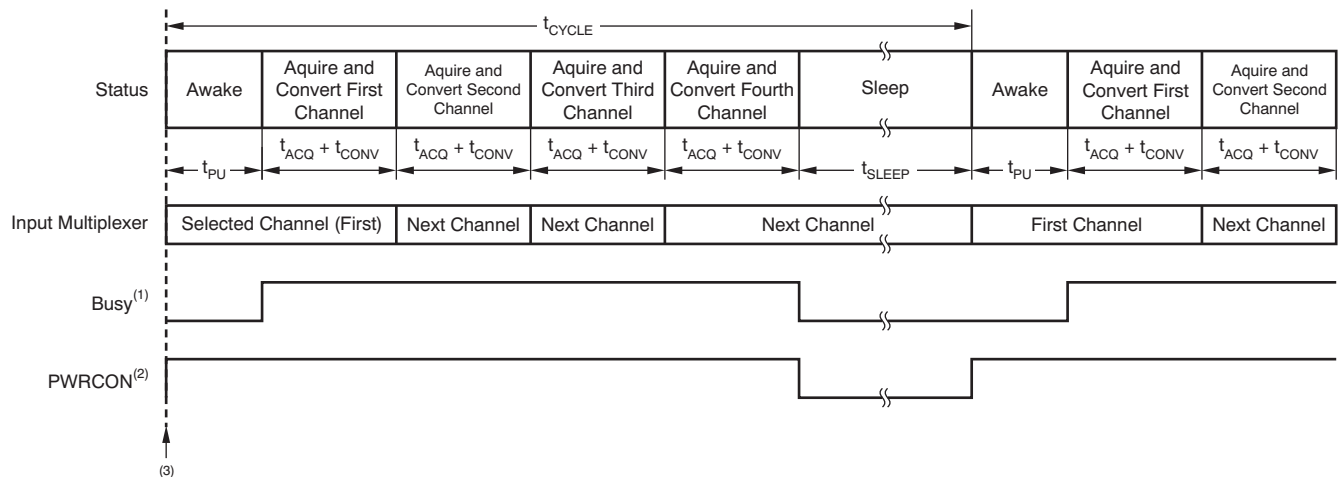 tCYCLE
Status
Awake
Aquire and
Convert First
Channel
Aquire and
Convert Second
Channel
Aquire and
Convert Third
Channel
Aquire and
Convert Fourth
Channel
Sleep
Awake
Aquire and
Convert First
Channel
Aquire and
Convert Second
Channel
tPU
tACQ + tCONV
tACQ + tCONV
tACQ + tCONV
tACQ + tCONV
tSLEEP
tPU
tACQ + tCONV
tACQ + tCONV
Input Multiplexer
Selected Channel (First)
Next Channel
Next Channel
Next Channel
First Channel
Next Channel
Busy(1)
PWRCON(2)
(3)